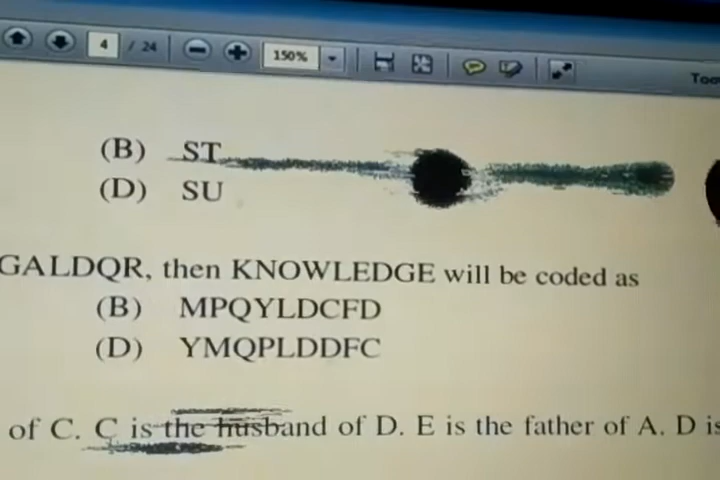 4 / 24 150%
(B) ST
(D) SU
GALDQR, then KNOWLEDGE will be coded as
(B) MPQYLDCFD
(D) YMQPLDDFC
of C. C is the husband of D. E is the father of A. D is